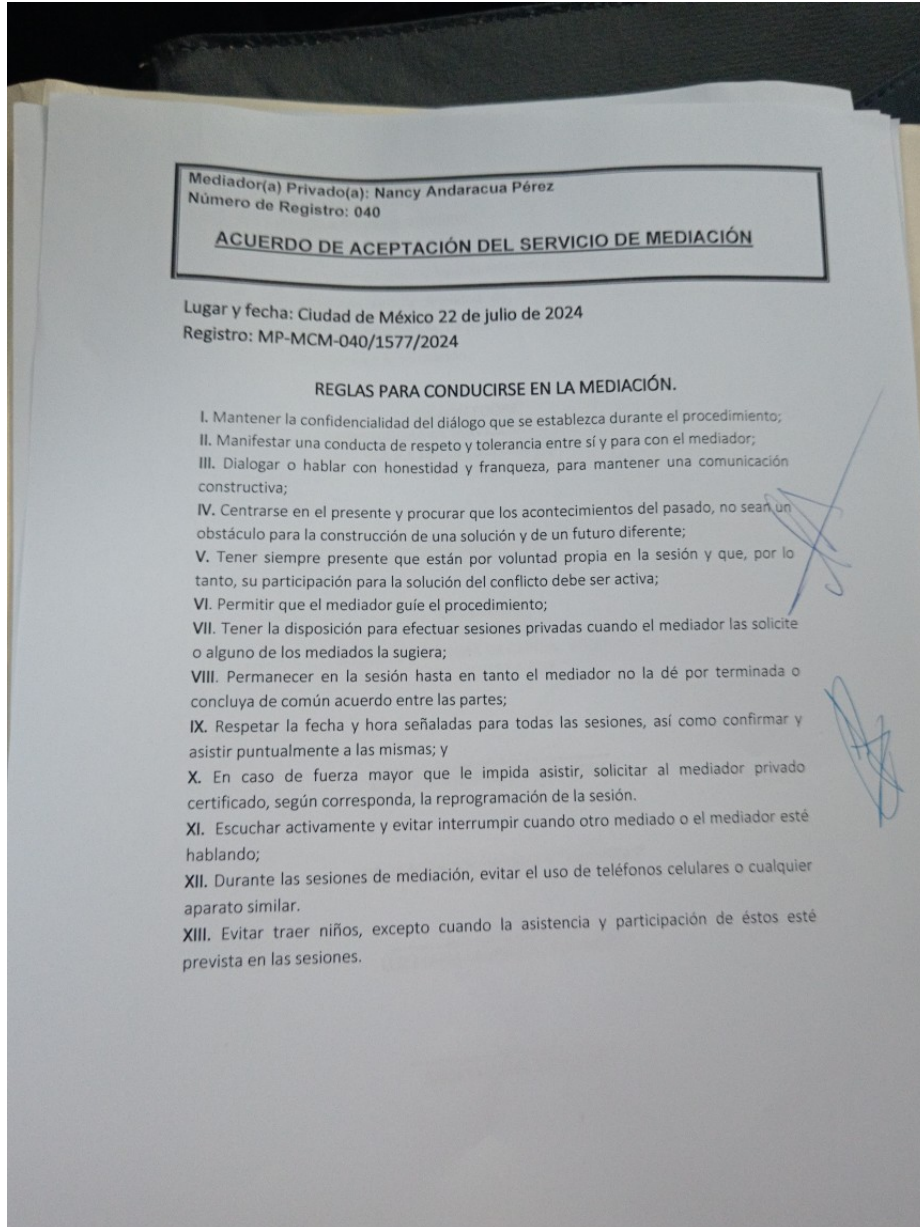 Mediador(a) Privado(a): Nancy Andaracua Pérez
Número de Registro: 040
ACUERDO DE ACEPTACIÓN DEL SERVICIO DE MEDIACIÓN
Lugar y fecha: Ciudad de México 22 de julio de 2024
Registro: MP-MCM-040/1577/2024
REGLAS PARA CONDUCIRSE EN LA MEDIACIÓN.
I. Mantener la confidencialidad del diálogo que se establezca durante el procedimiento;
II. Manifestar una conducta de respeto y tolerancia entre sí y para con el mediador;
III. Dialogar o hablar con honestidad y franqueza, para mantener una comunicación
constructiva;
IV. Centrarse en el presente y procurar que los acontecimientos del pasado, no sean un
obstáculo para la construcción de una solución y de un futuro diferente;
V. Tener siempre presente que están por voluntad propia en la sesión y que, por lo
tanto, su participación para la solución del conflicto debe ser activa;
VI. Permitir que el mediador guíe el procedimiento;
VII. Tener la disposición para efectuar sesiones privadas cuando el mediador las solicite
o alguno de los mediados la sugiera;
VIII. Permanecer en la sesión hasta en tanto el mediador no la dé por terminada o
concluya de común acuerdo entre las partes;
IX. Respetar la fecha y hora señaladas para todas las sesiones, así como confirmar y
asistir puntualmente a las mismas; y
X. En caso de fuerza mayor que le impida asistir, solicitar al mediador privado
certificado, según corresponda, la reprogramación de la sesión.
XI. Escuchar activamente y evitar interrumpir cuando otro mediado o el mediador esté
hablando;
XII. Durante las sesiones de mediación, evitar el uso de teléfonos celulares o cualquier
aparato similar.
XIII. Evitar traer niños, excepto cuando la asistencia y participación de éstos esté
prevista en las sesiones.